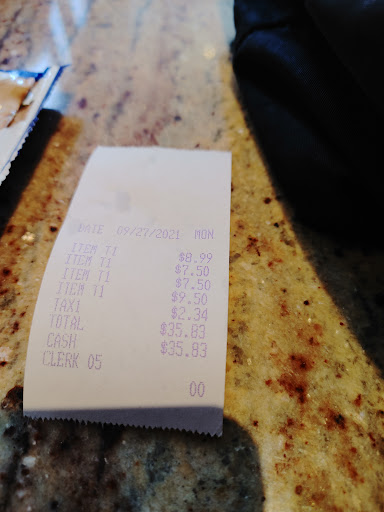 DATE 09/27/2021 MON
ITEM T1 $8.99
ITEM T1 $7.50
ITEM T1 $7.50
ITEM T1 $9.50
TAX1 $2.34
TOTAL $35.83
CASH $35.83
CLERK 05
00